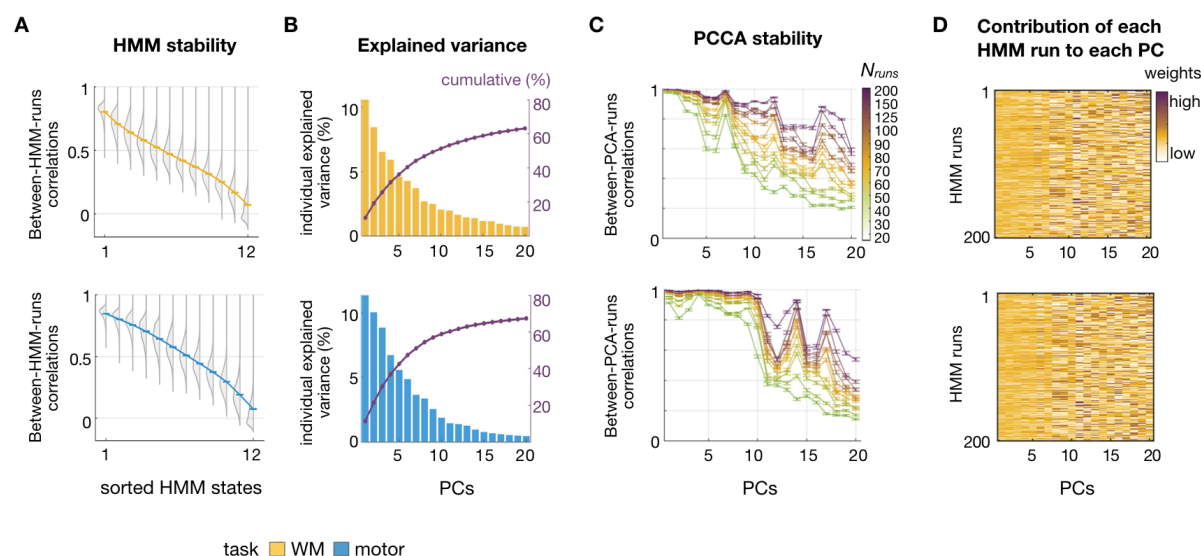 A
HMM stability
Between-HMM-runs
correlations
1
0.5
0
1
12
Between-HMM-runs
correlations
1
0.5
0
1
12
sorted HMM states
B
Explained variance
cumulative (%)
individual explained
variance (%)
10
5
0
80
60
40
20
5
10
15
20
individual explained
variance (%)
10
5
0
80
60
40
20
5
10
15
20
PCs
C
PCCA stability
Between-PCA-runs
correlations
1
0.5
0
5
10
15
20
Nruns
200
150
125
120
100
90
80
70
60
50
40
30
20
Between-PCA-runs
correlations
1
0.5
0
5
10
15
20
PCs
D
Contribution of each
HMM run to each PC
weights
high
low
HMM runs
1
200
5
10
15
20
HMM runs
1
200
5
10
15
20
PCs
task WM motor